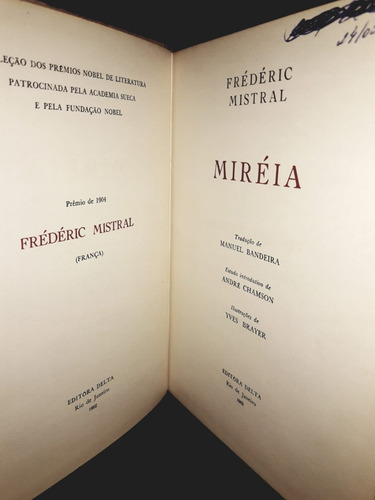 LEÇÃO DOS PRÊMIOS NOBEL DE LITERATURA
PATROCINADA PELA ACADEMIA SUECA
E PELA FUNDAÇÃO NOBEL
Prêmio de 1904
FRÉDÉRIC MISTRAL
(FRANÇA)
EDITORA DELTA
Rio de Janeiro
FRÉDÉRIC
MISTRAL
MIRÉIA
Tradução de
MANUEL BANDEIRA
Estudo introdutivo de
ANDRE CHAMSON
Ilustrações de
YVES BRAYER
EDITORA DELTA
Rio de Janeiro